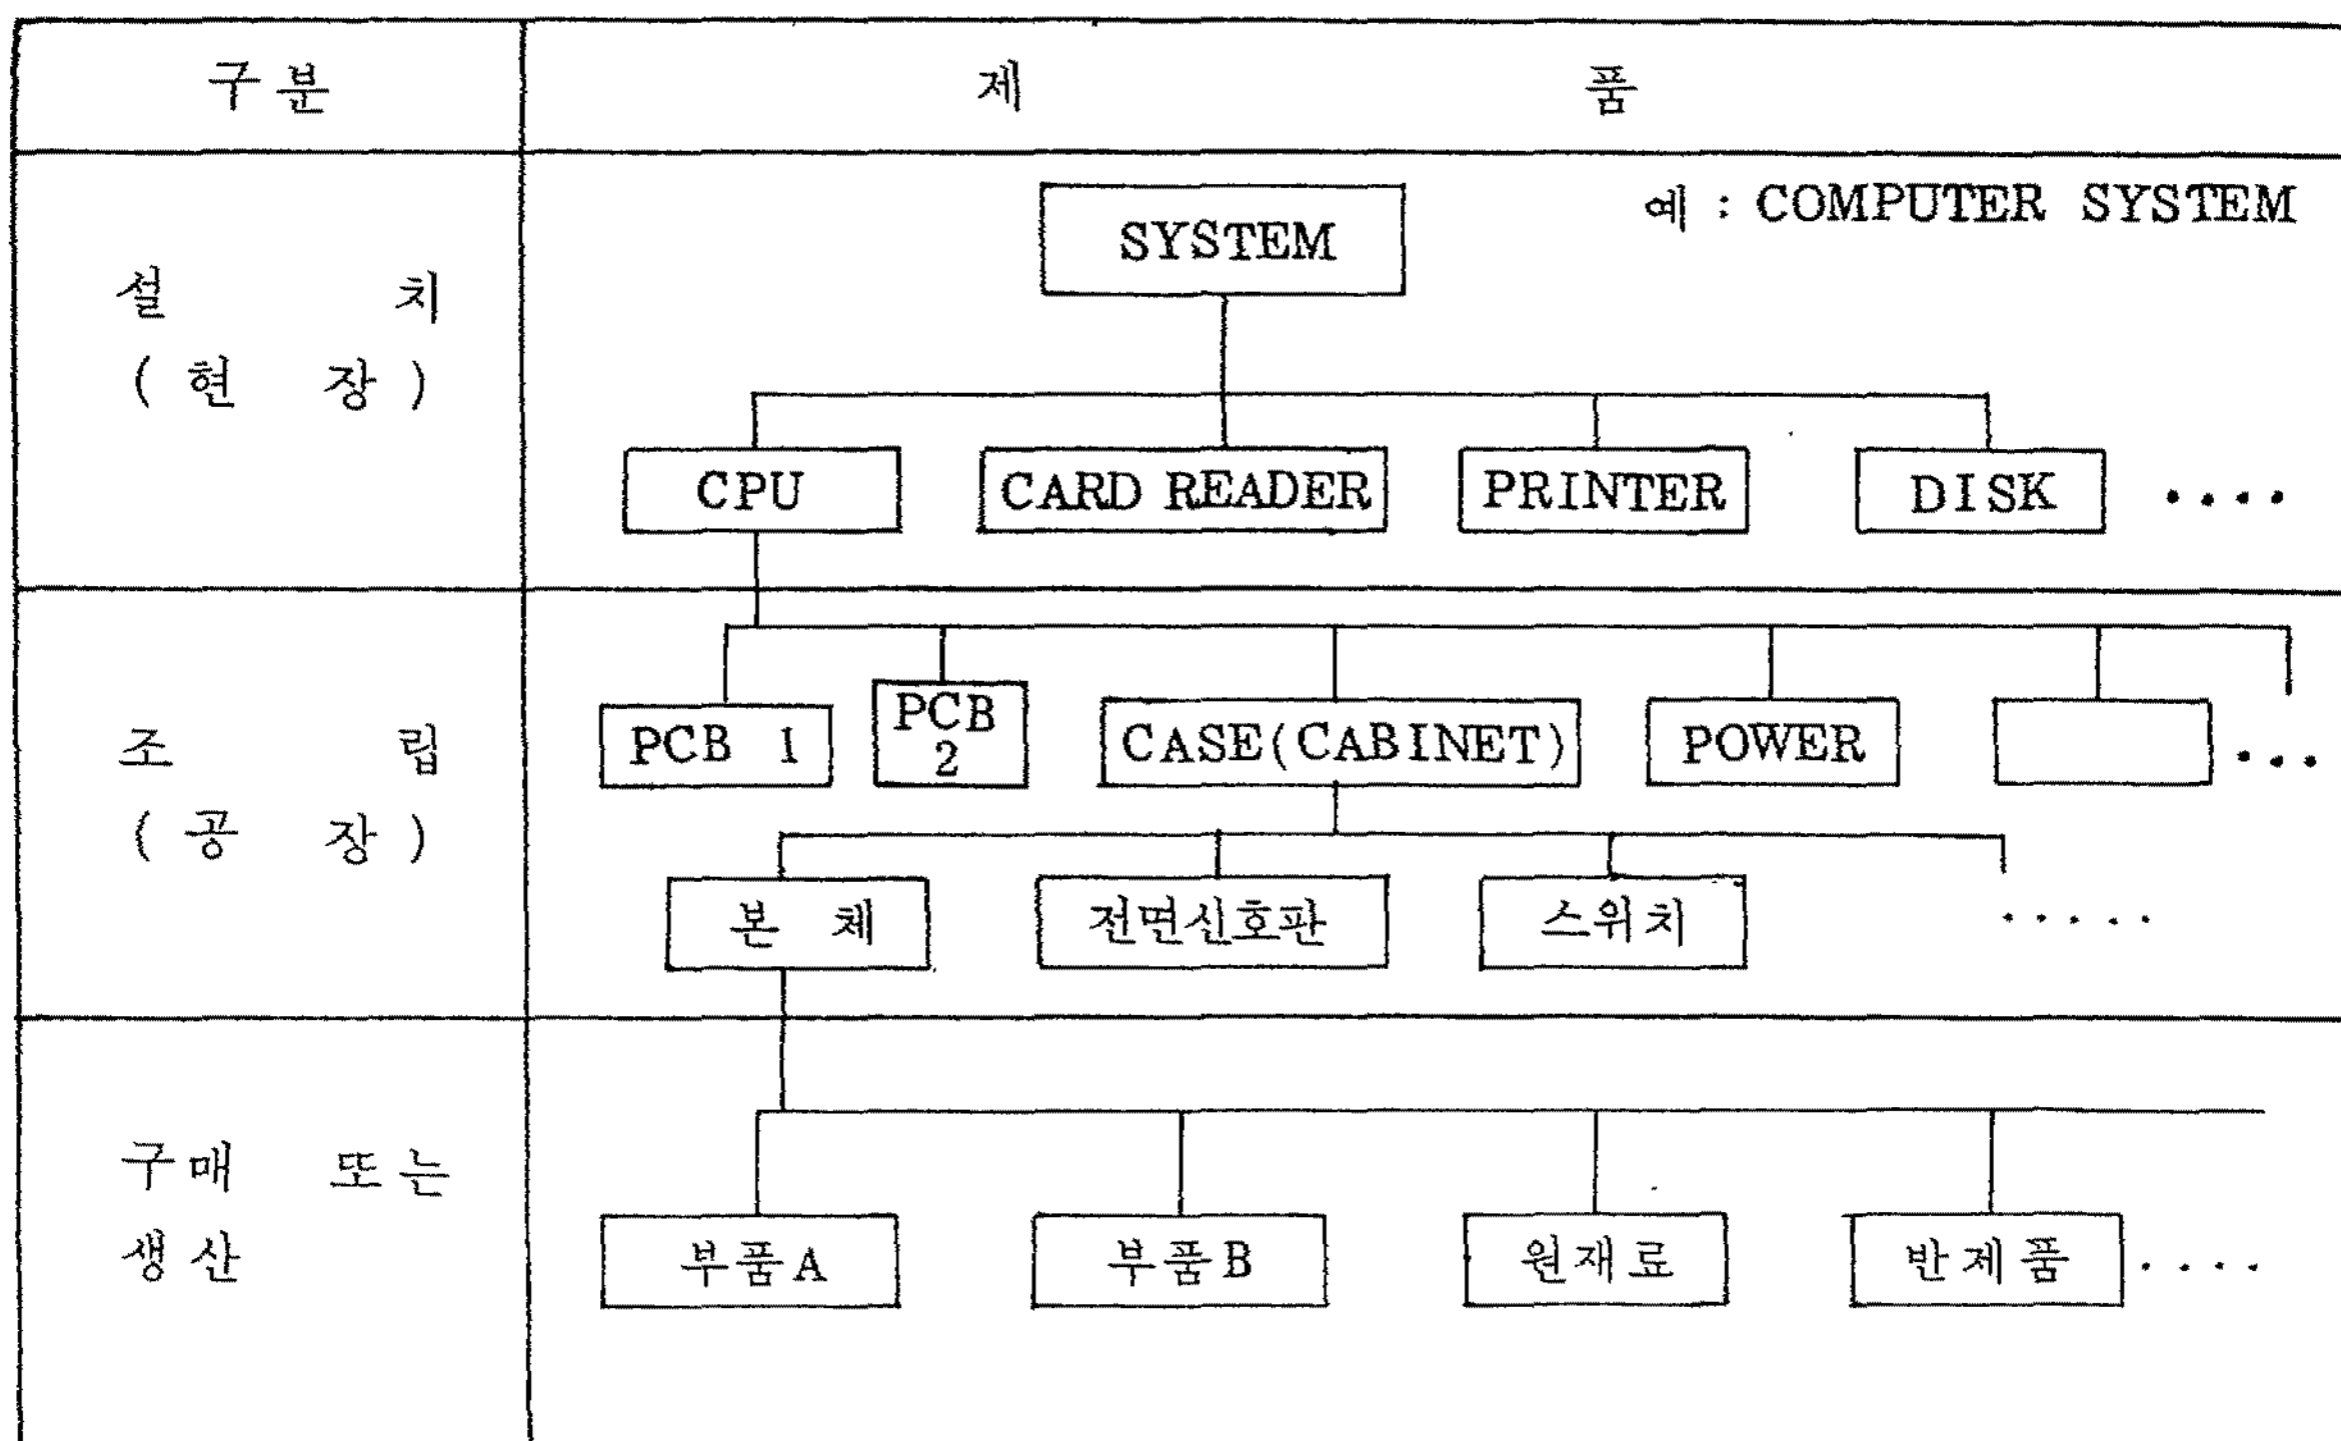 구분 제 품
예 : COMPUTER SYSTEM
SYSTEM
설 치
( 현 장 )
CPU CARD READER PRINTER DISK ....
조 립
( 공 장 )
PCB 1 PCB 2 CASE(CABINET) POWER ...
본 체 전면신호판 스위치 .....
구매 또는
생산
부품A 부품B 원재료 반제품 ....